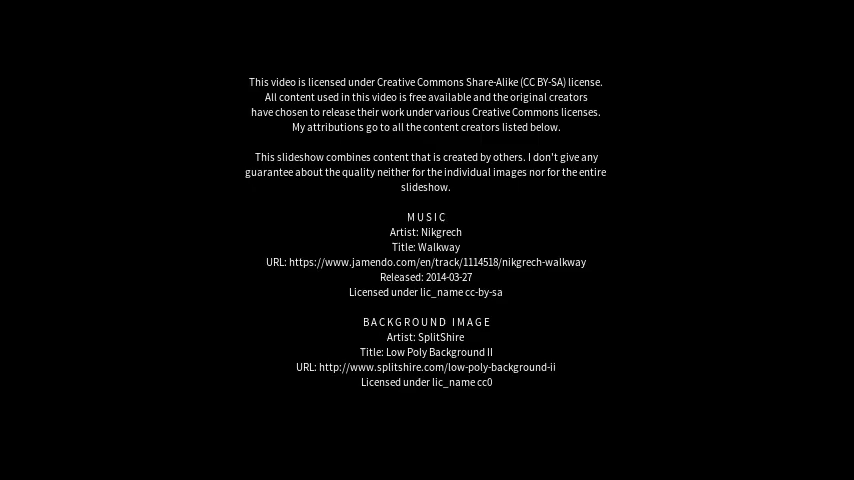 This video is licensed under Creative Commons Share-Alike (CC BY-SA) license.
All content used in this video is free available and the original creators
have chosen to release their work under various Creative Commons licenses.
My attributions go to all the content creators listed below.
This slideshow combines content that is created by others. I don't give any
guarantee about the quality neither for the individual images nor for the entire
slideshow.
MUSIC
Artist: Nikgrech
Title: Walkway
URL: https://www.jamendo.com/en/track/1114518/nikgrech-walkway
Released: 2014-03-27
Licensed under lic_name cc-by-sa
BACKGROUND IMAGE
Artist: SplitShire
Title: Low Poly Background II
URL: http://www.splitshire.com/low-poly-background-ii
Licensed under lic_name cc0